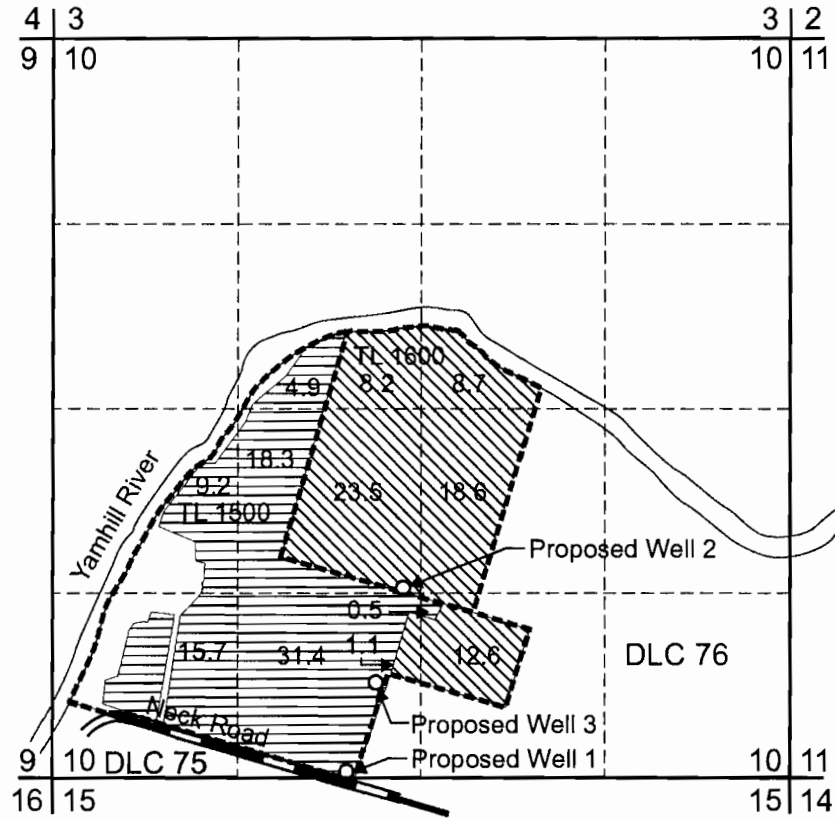 4 3
3 2
9 10
10 11
TL 1600
4.9
8.2
8.7
18.3
9.2
23.5
18.6
TL 1500
Yamhill River
Proposed Well 2
0.5
1.1
15.7
31.4
12.6
DLC 76
Neck Road
Proposed Well 3
Proposed Well 1
9 10
DLC 75
10 11
16 15
15 14